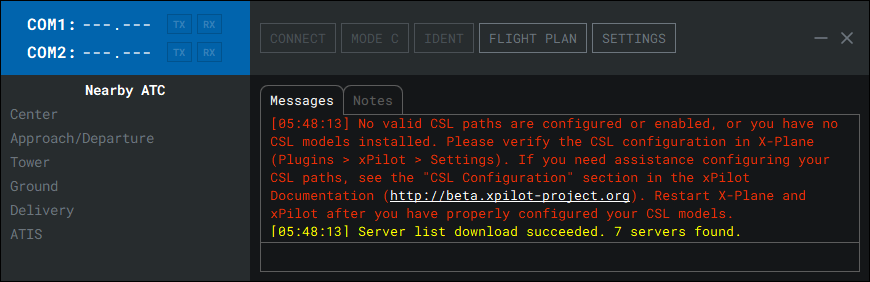 COM1: ---.--- TX RX
COM2: ---.--- TX RX
CONNECT MODE C IDENT FLIGHT PLAN SETTINGS
Nearby ATC
Center
Approach/Departure
Tower
Ground
Delivery
ATIS
Messages Notes
[05:48:13] No valid CSL paths are configured or enabled, or you have no
CSL models installed. Please verify the CSL configuration in X-Plane
(Plugins > xPilot > Settings). If you need assistance configuring your
CSL paths, see the "CSL Configuration" section in the xPilot
Documentation (http://beta.xpilot-project.org). Restart X-Plane and
xPilot after you have properly configured your CSL models.
[05:48:13] Server list download succeeded. 7 servers found.